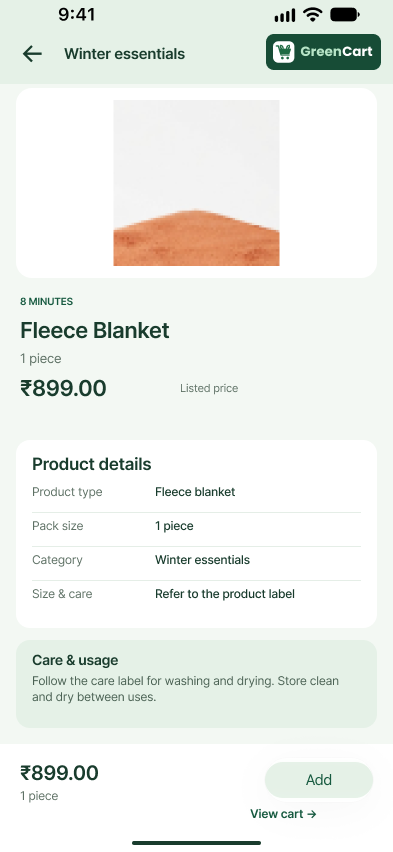 9:41
Winter essentials
GreenCart
8 MINUTES
Fleece Blanket
1 piece
₹899.00
Listed price
Product details
Product type Fleece blanket
Pack size 1 piece
Category Winter essentials
Size & care Refer to the product label
Care & usage
Follow the care label for washing and drying. Store clean
and dry between uses.
₹899.00
Add
1 piece
View cart →